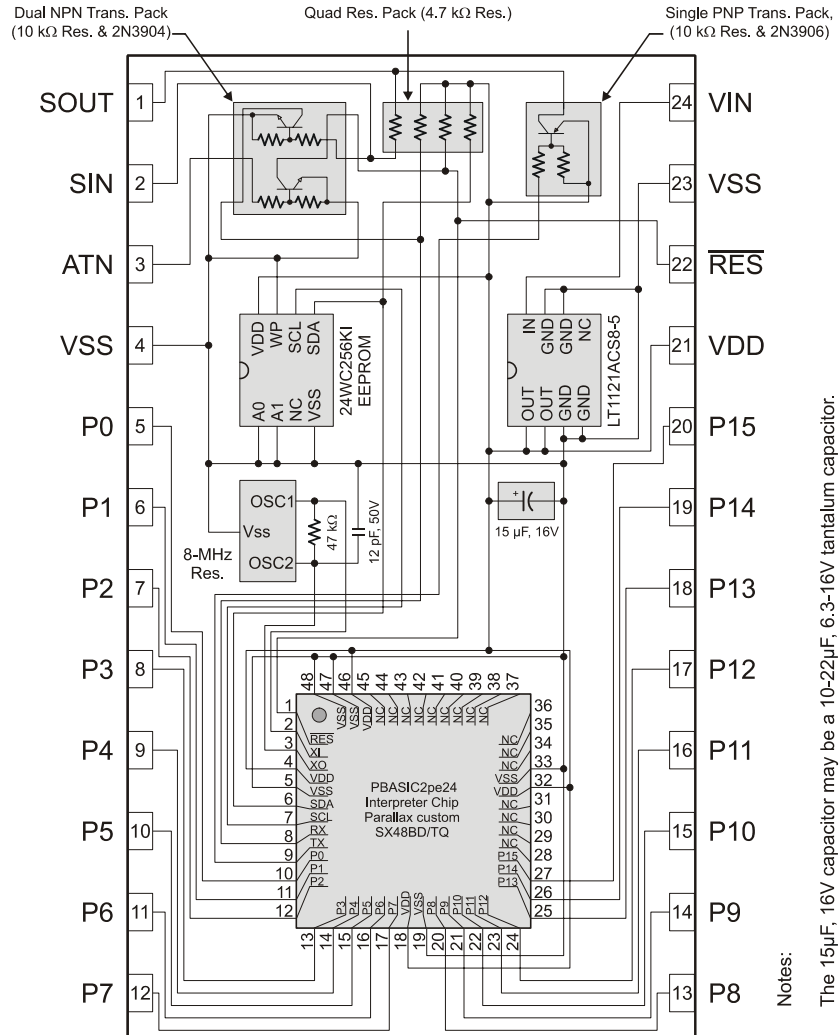 Dual NPN Trans. Pack
(10 kΩ Res. & 2N3904)
Quad Res. Pack (4.7 kΩ Res.)
Single PNP Trans. Pack,
(10 kΩ Res. & 2N3906)
SOUT 1
SIN 2
ATN 3
VSS 4
P0 5
P1 6
P2 7
P3 8
P4 9
P5 10
P6 11
P7 12
24 VIN
23 VSS
22 RES
21 VDD
20 P15
19 P14
18 P13
17 P12
16 P11
15 P10
14 P9
13 P8
VDD WP SCL SDA
A0 A1 NC VSS
24WC256KI
EEPROM
IN GND GND NC
OUT OUT GND GND
LT1121ACS8-5
OSC1
Vss
OSC2
8-MHz
Res.
47 kΩ
12 pF, 50V
+
15 µF, 16V
48 47 46 45 44 43 42 41 40 39 38 37
VSS VSS VDD NC NC NC NC NC NC NC
1
2 RES
3 XI
4 XO
5 VDD
6 VSS
7 SDA
8 SCL
9 RX
10 TX
11 P0
12 P1
P2
PBASIC2pe24
Interpreter Chip
Parallax custom
SX48BD/TQ
36
35
NC 34
NC 33
NC 32
VSS 31
VDD 30
NC 29
NC 28
NC 27
NC 26
P15 25
P14
P13
P3 P4 P5 P6 P7 VDD VSS P8 P9 P10 P11 P12
13 14 15 16 17 18 19 20 21 22 23 24
Notes:
The 15µF, 16V capacitor may be a 10-22µF, 6.3-16V tantalum capacitor.